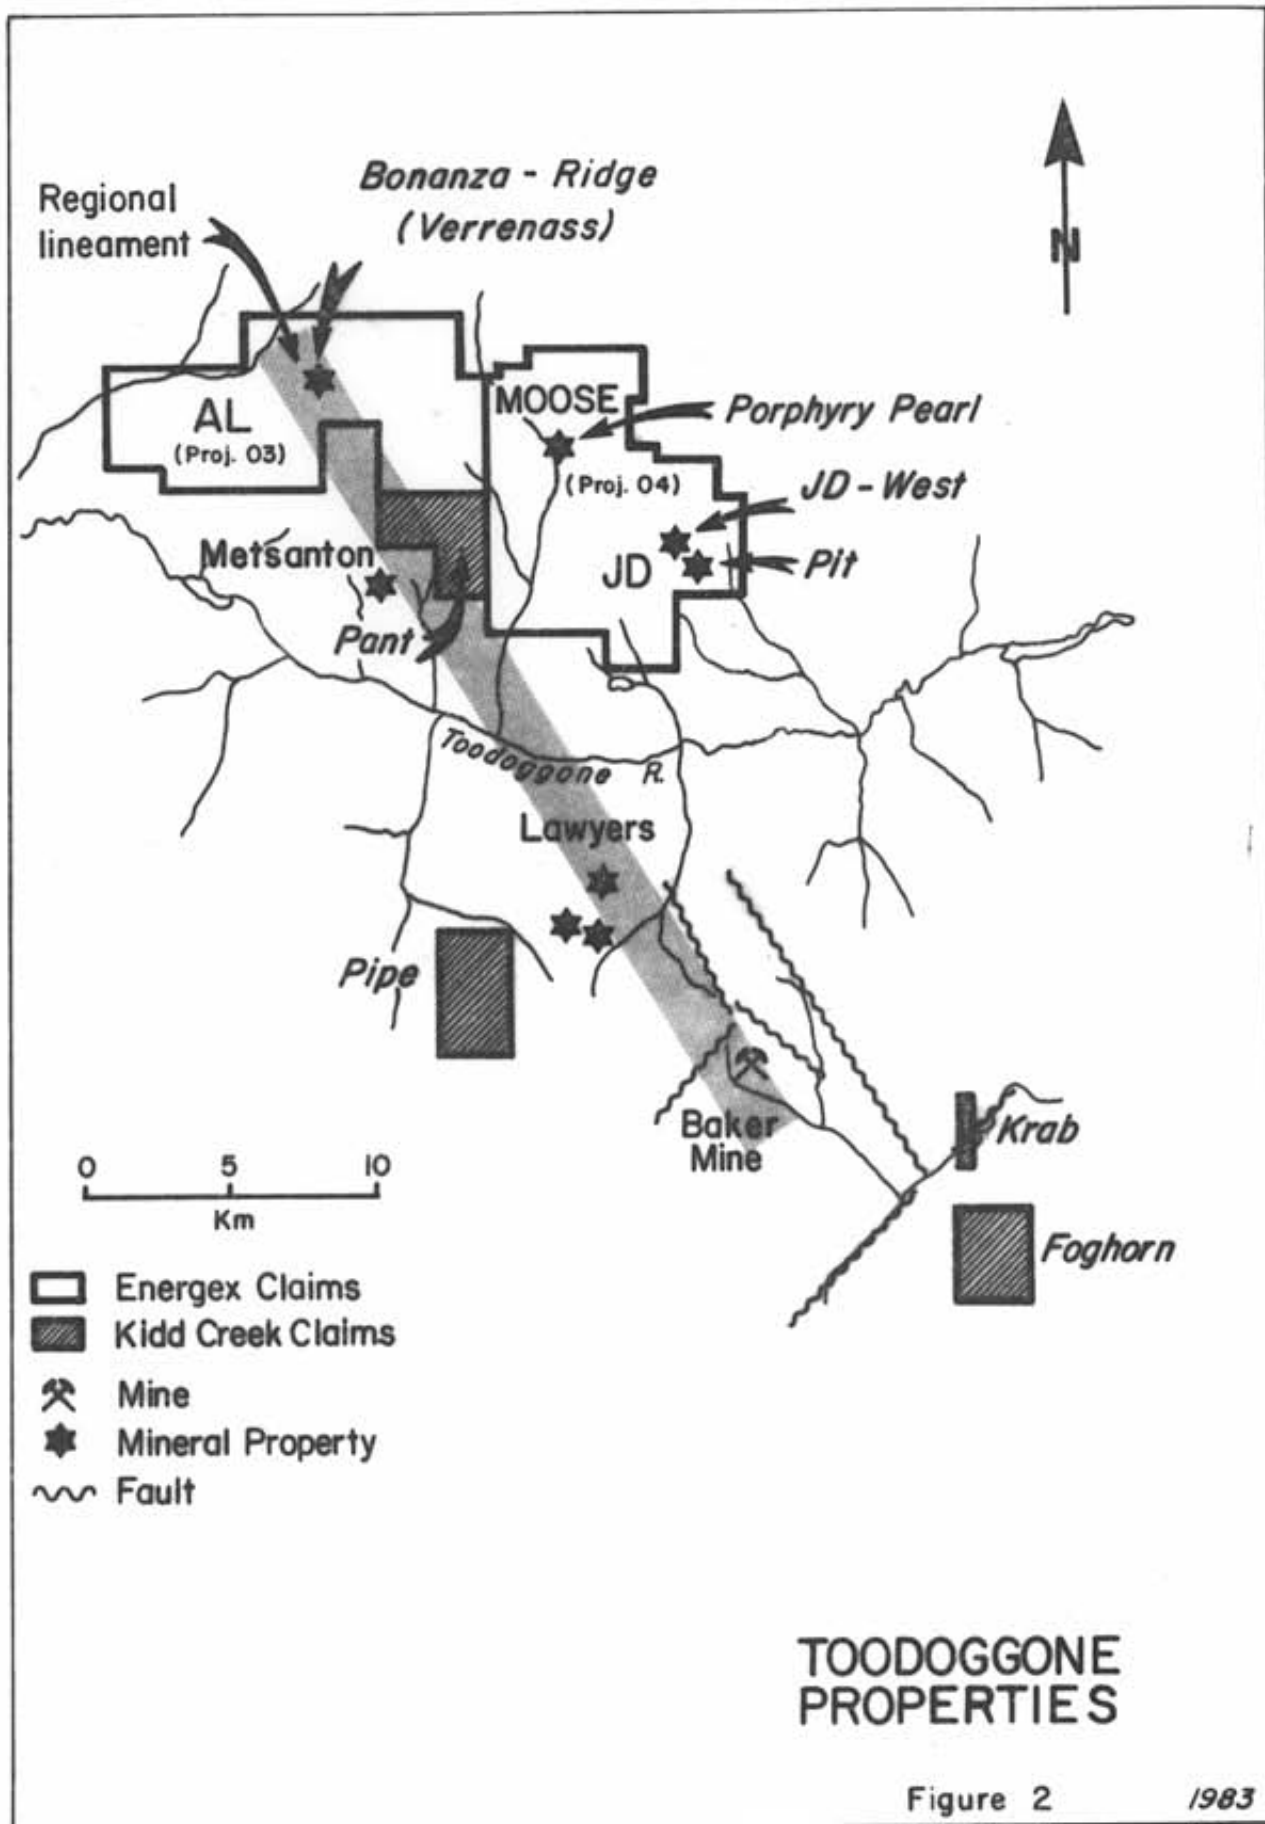 Bonanza - Ridge
(Verrenass)
Regional
lineament
N
AL
(Proj. 03)
MOOSE
Porphyry Pearl
(Proj. 04)
JD - West
JD
Pit
Metsanton
Pant
Toodoggone R.
Lawyers
Pipe
Baker
Mine
Krab
Foghorn
0 5 10
Km
Energex Claims
Kidd Creek Claims
Mine
Mineral Property
Fault
TOODOGGONE
PROPERTIES
Figure 2 1983